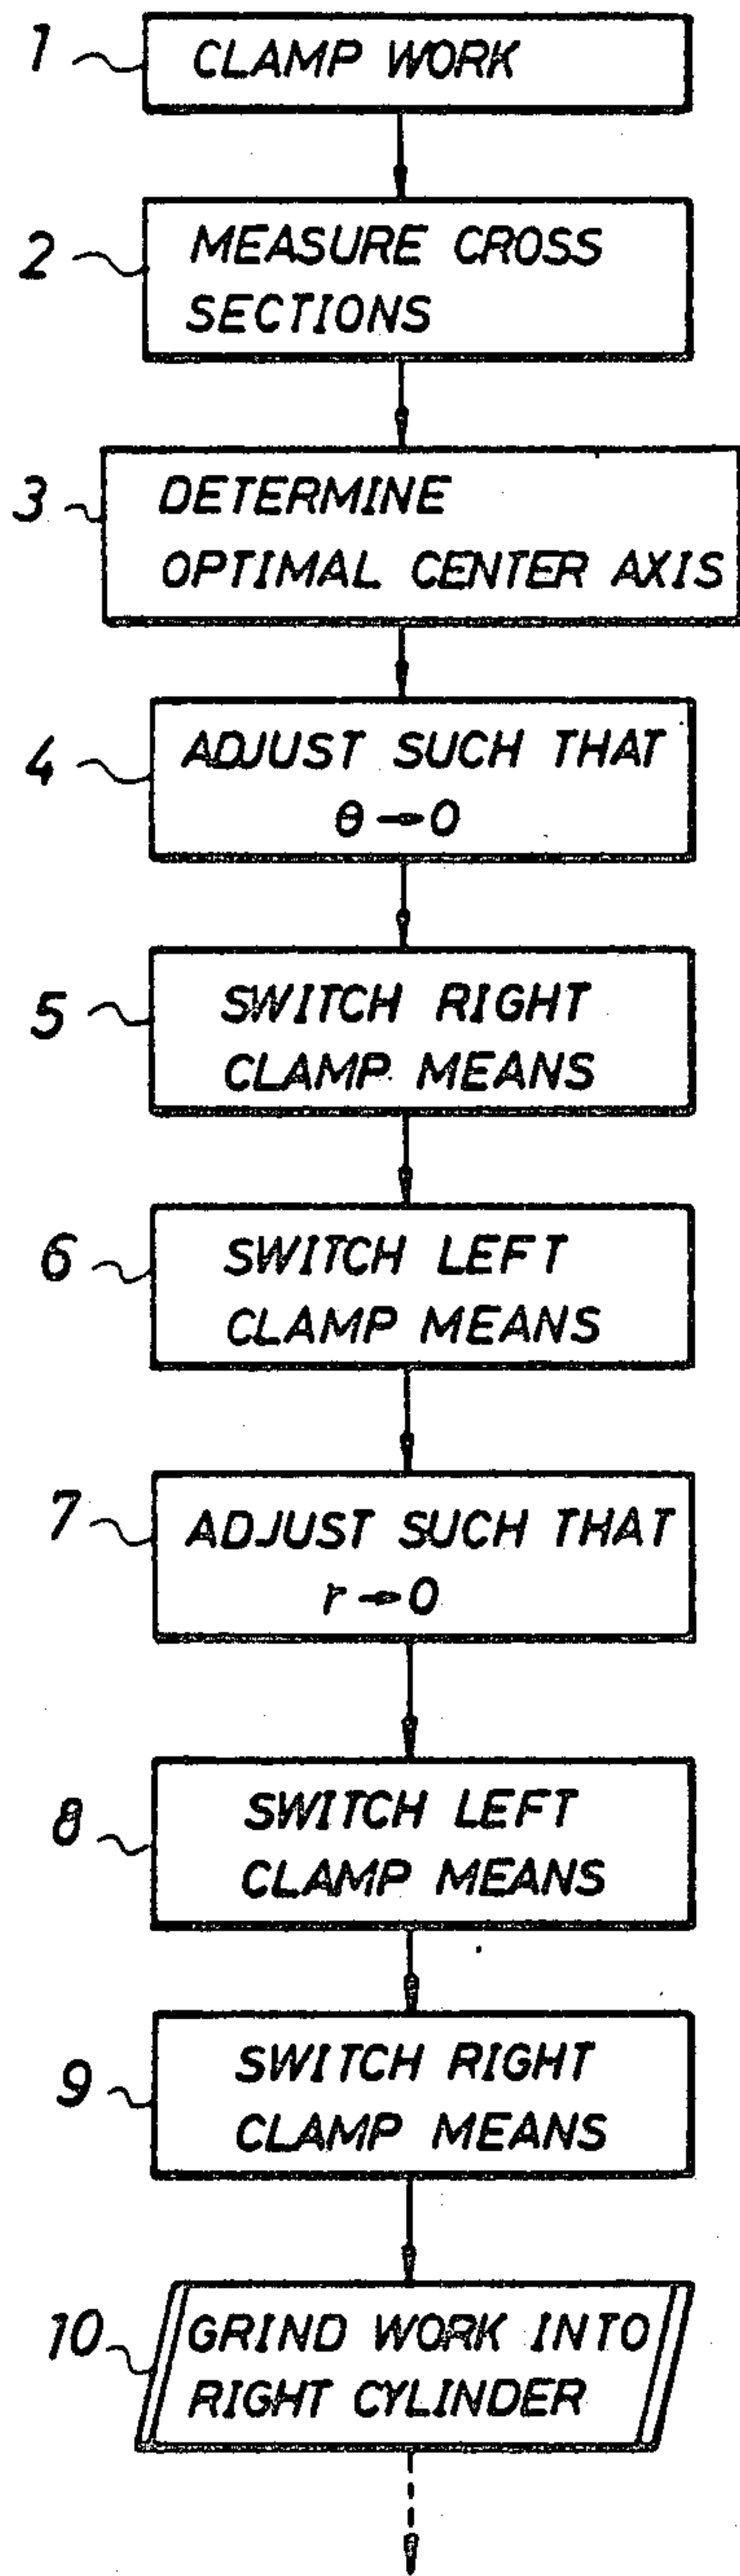 1 CLAMP WORK
2 MEASURE CROSS
SECTIONS
3 DETERMINE
OPTIMAL CENTER AXIS
4 ADJUST SUCH THAT
θ→0
5 SWITCH RIGHT
CLAMP MEANS
6 SWITCH LEFT
CLAMP MEANS
7 ADJUST SUCH THAT
r→0
8 SWITCH LEFT
CLAMP MEANS
9 SWITCH RIGHT
CLAMP MEANS
10 GRIND WORK INTO
RIGHT CYLINDER